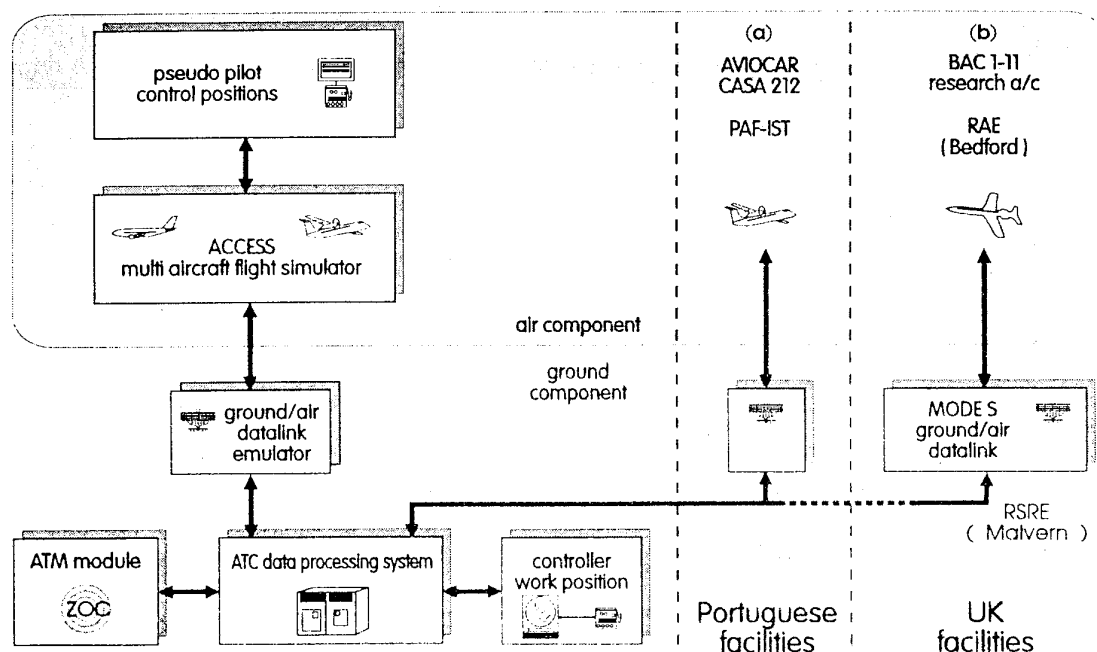 pseudo pilot
control positions
ACCESS
multi aircraft flight simulator
air component
ground
component
ground/air
datalink
emulator
ATM module
ZOC
ATC data processing system
controller
work position
(a)
AVIOCAR
CASA 212
PAF-IST
Portuguese
facilities
(b)
BAC 1-11
research a/c
RAE
(Bedford)
MODE S
ground/air
datalink
RSRE
( Malvern )
UK
facilities